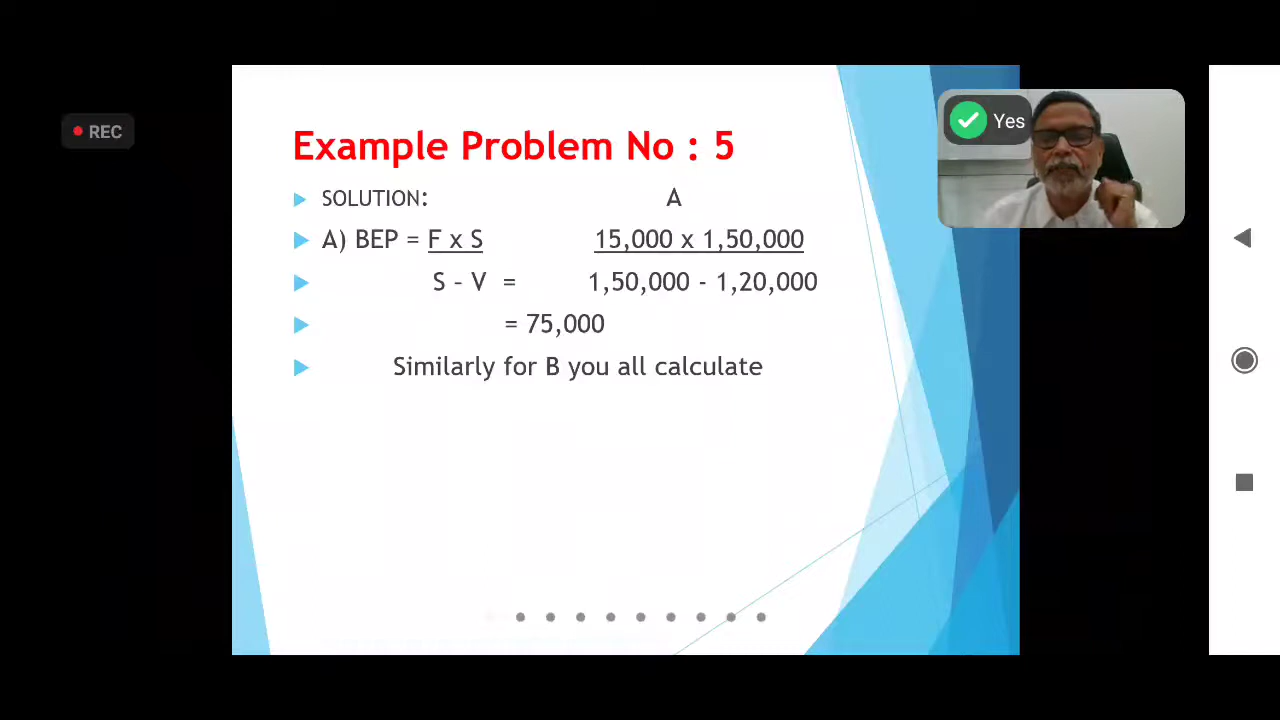 REC
Yes
Example Problem No : 5
SOLUTION: A
A) BEP = F x S 15,000 x 1,50,000
S – V = 1,50,000 - 1,20,000
= 75,000
Similarly for B you all calculate